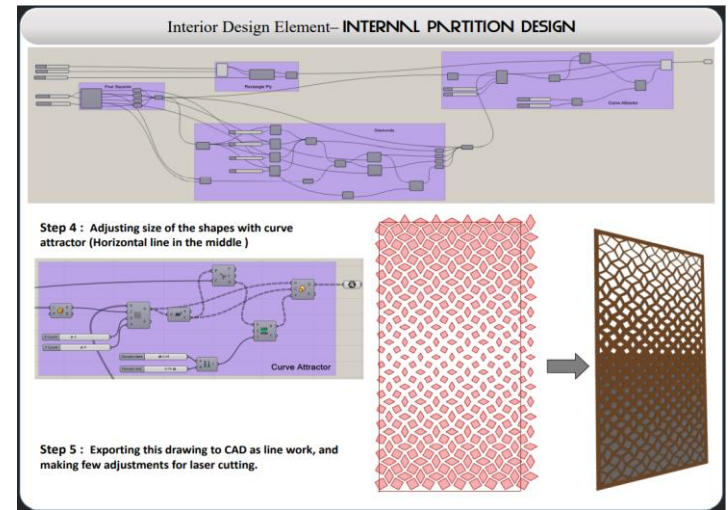 Interior Design Element– INTERNAL PARTITION DESIGN
Four Squares
Rectangle Pg
Diamonds
Curve Attractor
Step 4 : Adjusting size of the shapes with curve
attractor (Horizontal line in the middle )
Curve Attractor
Step 5 : Exporting this drawing to CAD as line work, and
making few adjustments for laser cutting.